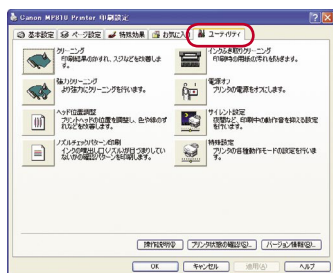 Canon MP810 Printer 印刷設定
基本設定 ページ設定 特殊効果 お気に入り ユーティリティ
クリーニング
印刷結果のかすれ、スジなどを改善します。
インクふき取りクリーニング
印刷時の用紙の汚れを防ぎます。
強力クリーニング
より強力にクリーニングを行います。
電源オフ
プリンタの電源をオフにします。
ヘッド位置調整
プリントヘッドの位置を調整し、色や線のずれなどを改善します。
サイレント設定
夜間など、印刷中の動作音を抑える設定を行います。
ノズルチェックパターン印刷
インクの噴出し口(ノズル)が目づまりしていないかの確認パターンを印刷します。
特殊設定
プリンタの各種動作モードの設定を行います。
操作説明 プリンタ状態の確認 バージョン情報
OK キャンセル 適用(A) ヘルプ